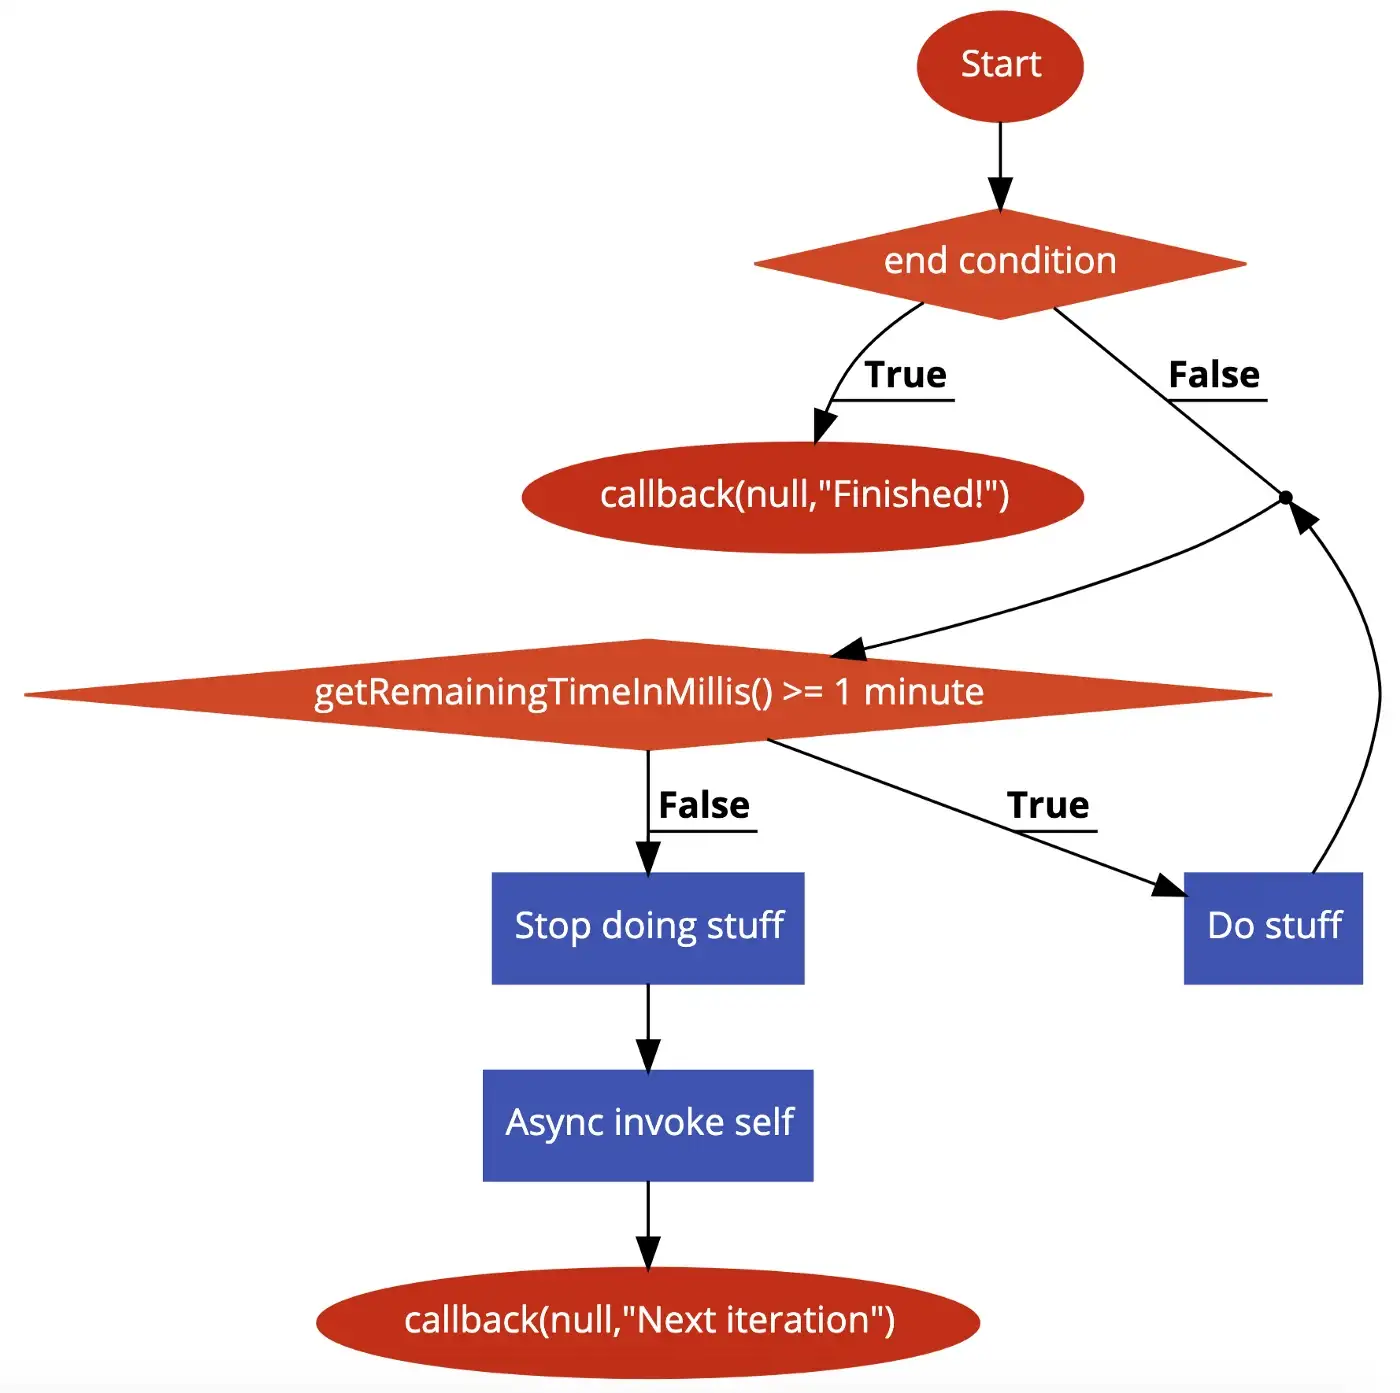 Start
end condition
True
False
callback(null,"Finished!")
getRemainingTimeInMillis() >= 1 minute
False
True
Stop doing stuff
Do stuff
Async invoke self
callback(null,"Next iteration")